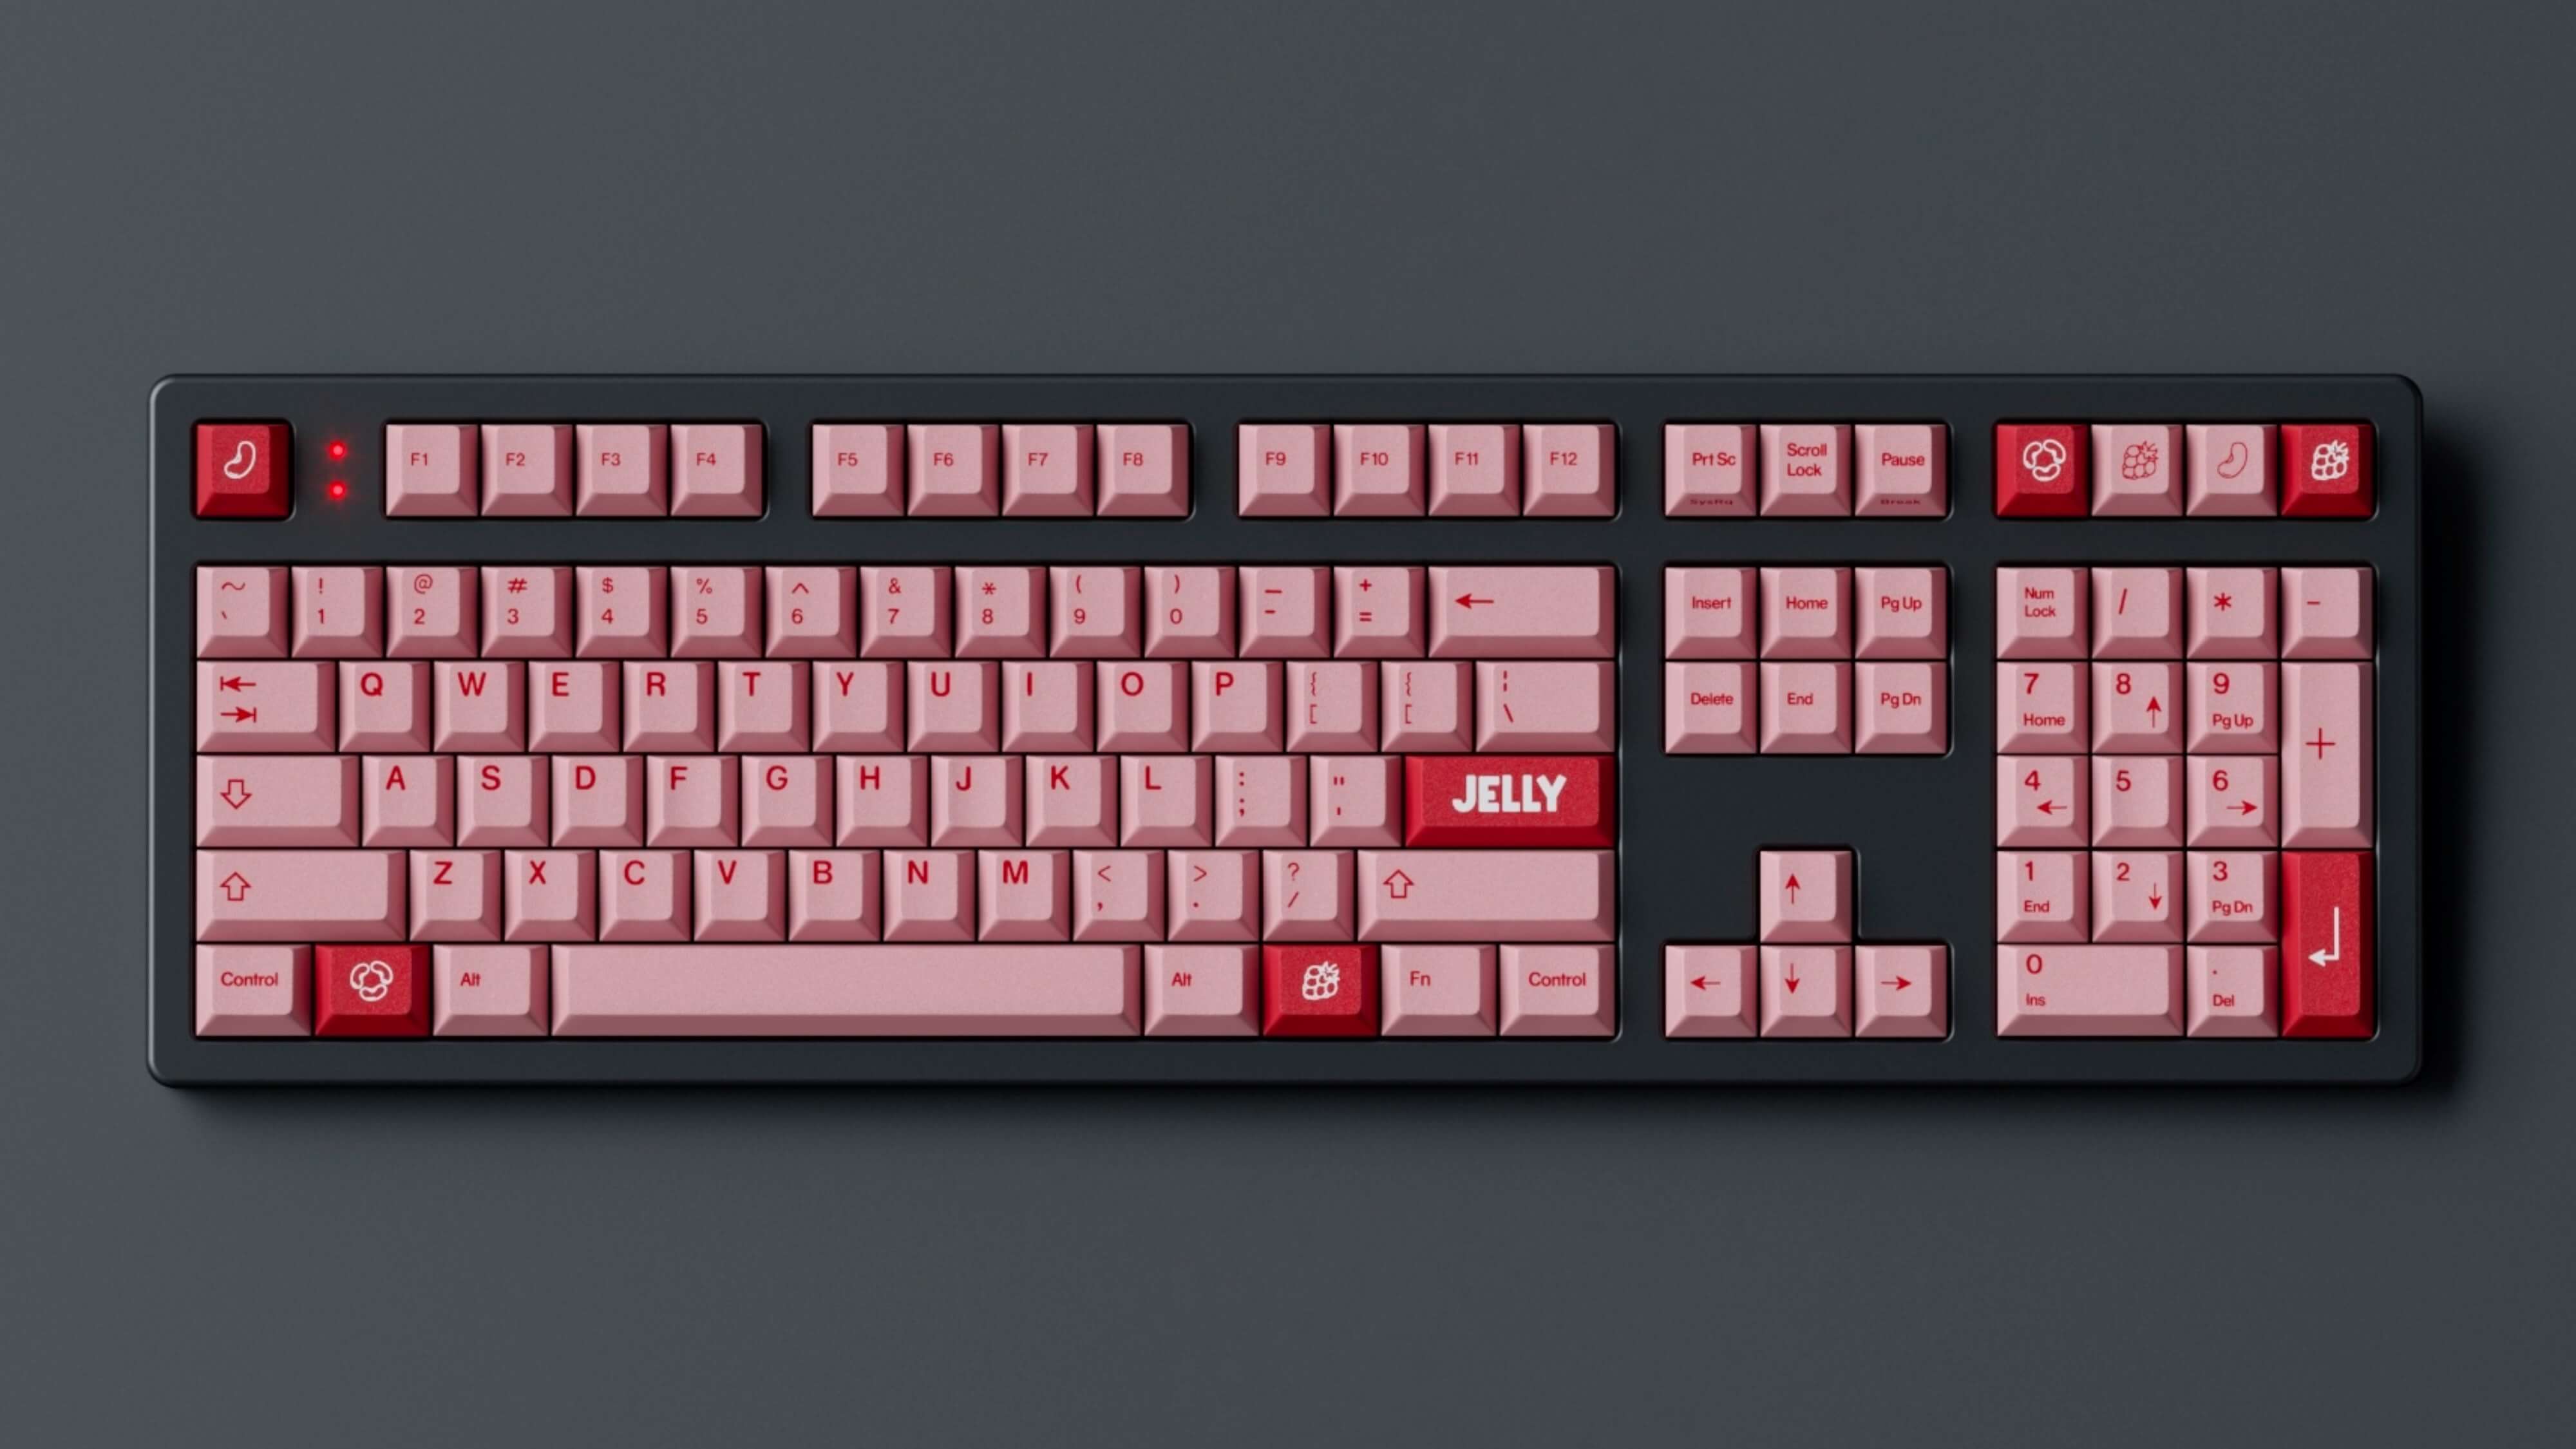 F1 F2 F3 F4 F5 F6 F7 F8 F9 F10 F11 F12 Prt Sc Scroll Lock Pause
SysRq Break
~ ! @ # $ % ^ & * ( ) _ +
` 1 2 3 4 5 6 7 8 9 0 - = ← Insert Home Pg Up Num Lock / * -
Q W E R T Y U I O P { { ¦
[ [ \ Delete End Pg Dn 7 Home 8 ↑ 9 Pg Up +
A S D F G H J K L : "
; ' JELLY 4 ← 5 6 →
Z X C V B N M < > ?
, . / ↑ 1 End 2 ↓ 3 Pg Dn
Control Alt Alt Fn Control ← ↓ → 0 Ins . Del